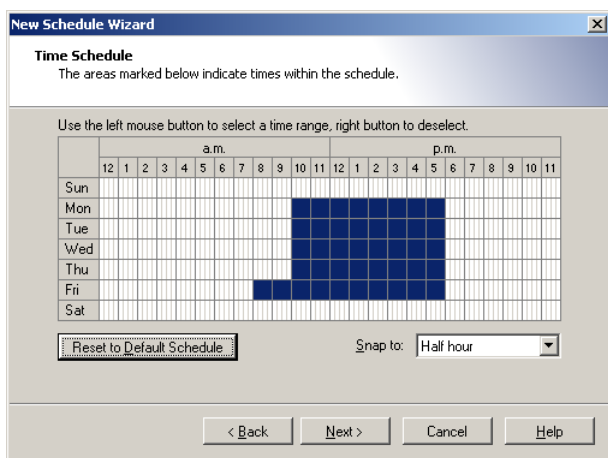 New Schedule Wizard
Time Schedule
The areas marked below indicate times within the schedule.
Use the left mouse button to select a time range, right button to deselect.
a.m. p.m.
12 1 2 3 4 5 6 7 8 9 10 11 12 1 2 3 4 5 6 7 8 9 10 11
Sun
Mon
Tue
Wed
Thu
Fri
Sat
Reset to Default Schedule Snap to: Half hour
< Back Next > Cancel Help